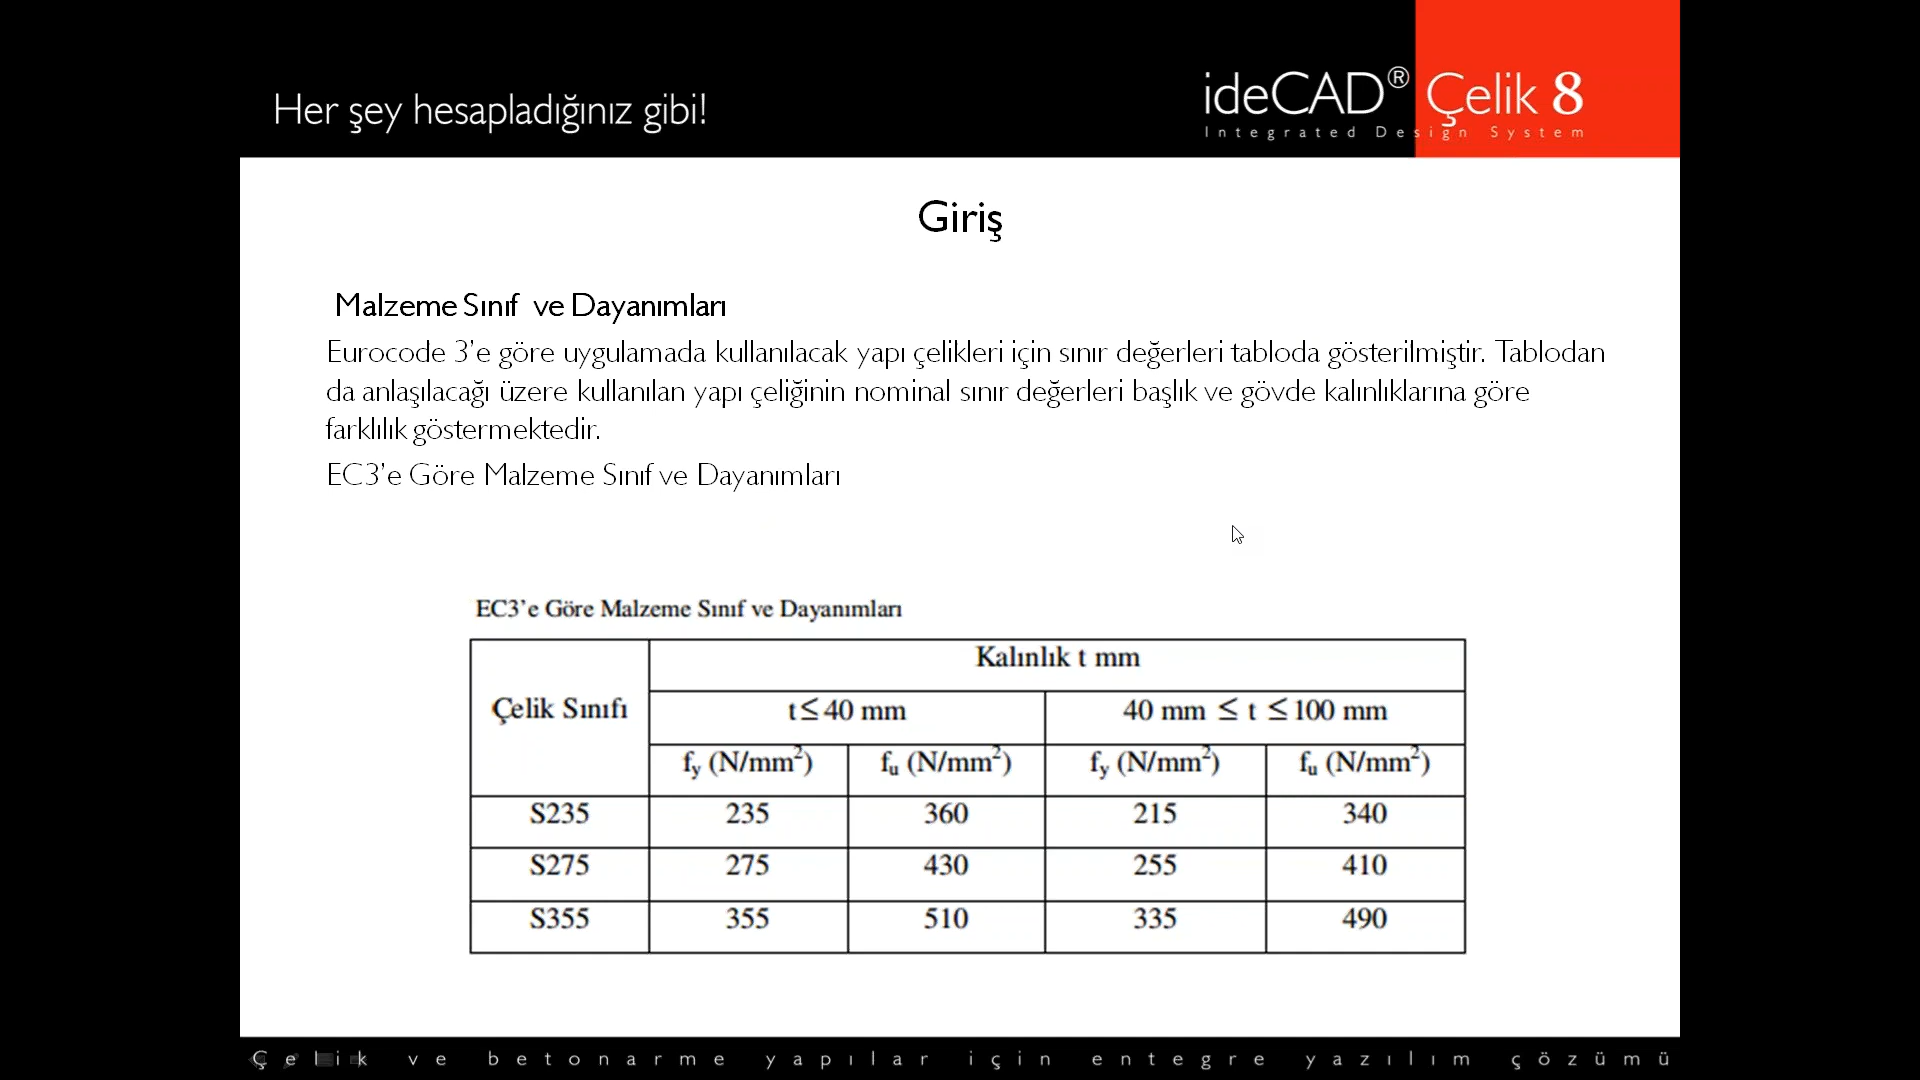 Her şey hesapladığınız gibi!
ideCAD® Çelik 8
Integrated Design System
Giriş
Malzeme Sınıf ve Dayanımları
Eurocode 3’e göre uygulamada kullanılacak yapı çelikleri için sınır değerleri tabloda gösterilmiştir. Tablodan
da anlaşılacağı üzere kullanılan yapı çeliğinin nominal sınır değerleri başlık ve gövde kalınlıklarına göre
farklılık göstermektedir.
EC3’e Göre Malzeme Sınıf ve Dayanımları
EC3’e Göre Malzeme Sınıf ve Dayanımları
Kalınlık t mm
Çelik Sınıfı
t≤40 mm 40 mm ≤ t ≤ 100 mm
fy (N/mm²) fu (N/mm²) fy (N/mm²) fu (N/mm²)
S235 235 360 215 340
S275 275 430 255 410
S355 355 510 335 490
Çelik ve betonarme yapılar için entegre yazılım çözümü